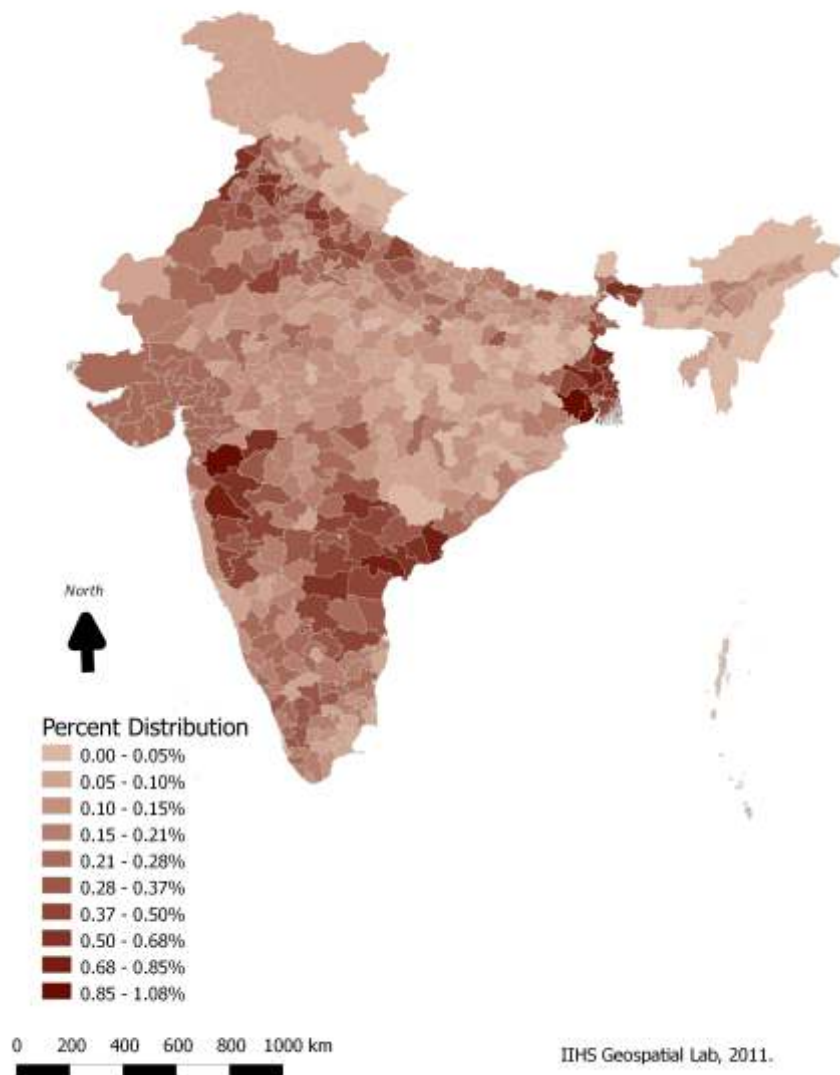 North
Percent Distribution
0.00 - 0.05%
0.05 - 0.10%
0.10 - 0.15%
0.15 - 0.21%
0.21 - 0.28%
0.28 - 0.37%
0.37 - 0.50%
0.50 - 0.68%
0.68 - 0.85%
0.85 - 1.08%
0 200 400 600 800 1000 km
IIHS Geospatial Lab, 2011.